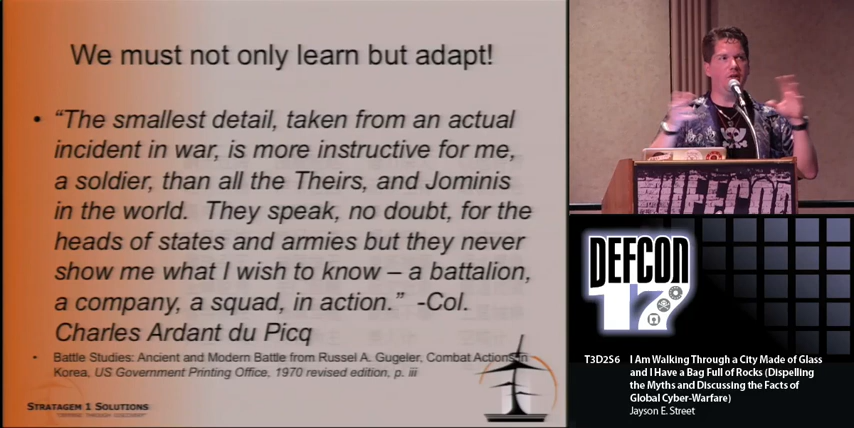 We must not only learn but adapt!
• “The smallest detail, taken from an actual
incident in war, is more instructive for me,
a soldier, than all the Theirs, and Jominis
in the world. They speak, no doubt, for the
heads of states and armies but they never
show me what I wish to know – a battalion,
a company, a squad, in action.” -Col.
Charles Ardant du Picq
• Battle Studies: Ancient and Modern Battle from Russel A. Gugeler, Combat Actions in
Korea, US Government Printing Office, 1970 revised edition, p. iii
STRATAGEM 1 SOLUTIONS
DEFCON
DEFCON
17
T3D2S6 I Am Walking Through a City Made of Glass
and I Have a Bag Full of Rocks (Dispelling
the Myths and Discussing the Facts of
Global Cyber-Warfare)
Jayson E. Street